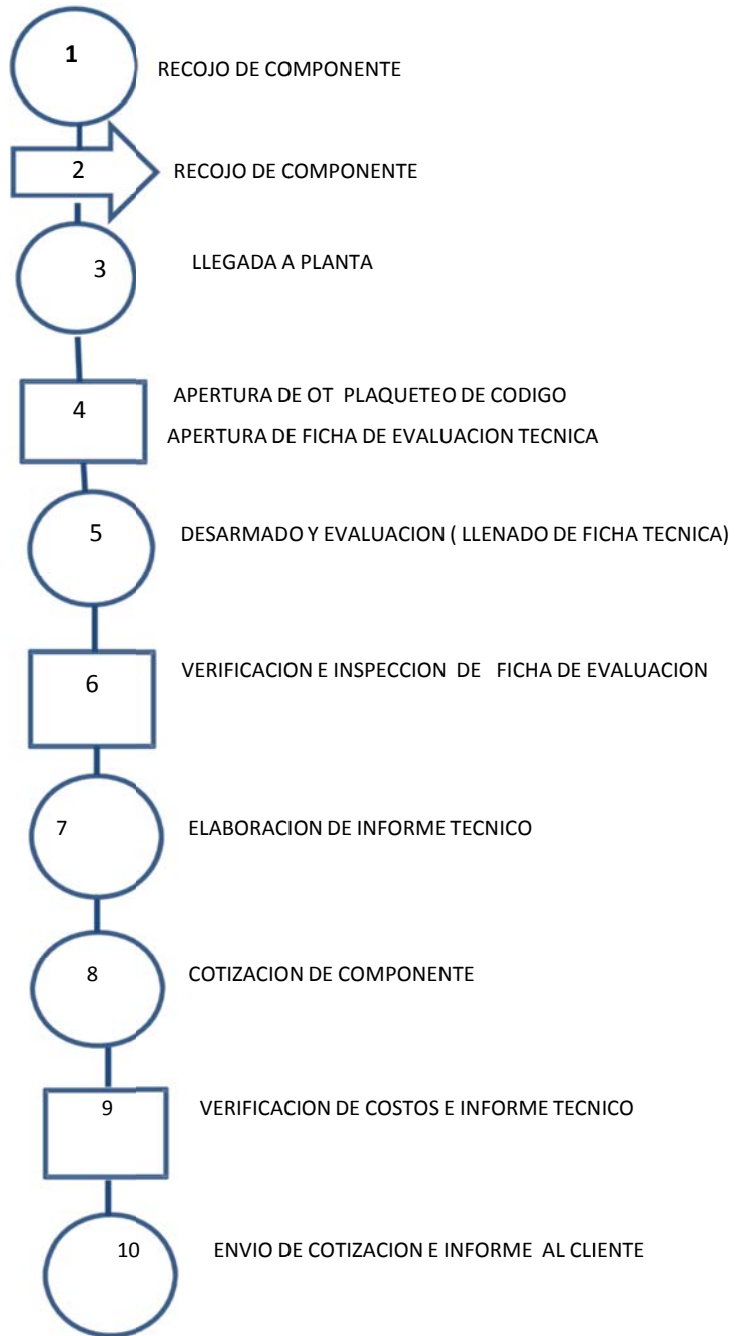 1
RECOJO DE COMPONENTE
2
RECOJO DE COMPONENTE
3
LLEGADA A PLANTA
4
APERTURA DE OT PLAQUETEO DE CODIGO
APERTURA DE FICHA DE EVALUACION TECNICA
5
DESARMADO Y EVALUACION ( LLENADO DE FICHA TECNICA)
6
VERIFICACION E INSPECCION DE FICHA DE EVALUACION
7
ELABORACION DE INFORME TECNICO
8
COTIZACION DE COMPONENTE
9
VERIFICACION DE COSTOS E INFORME TECNICO
10
ENVIO DE COTIZACION E INFORME AL CLIENTE